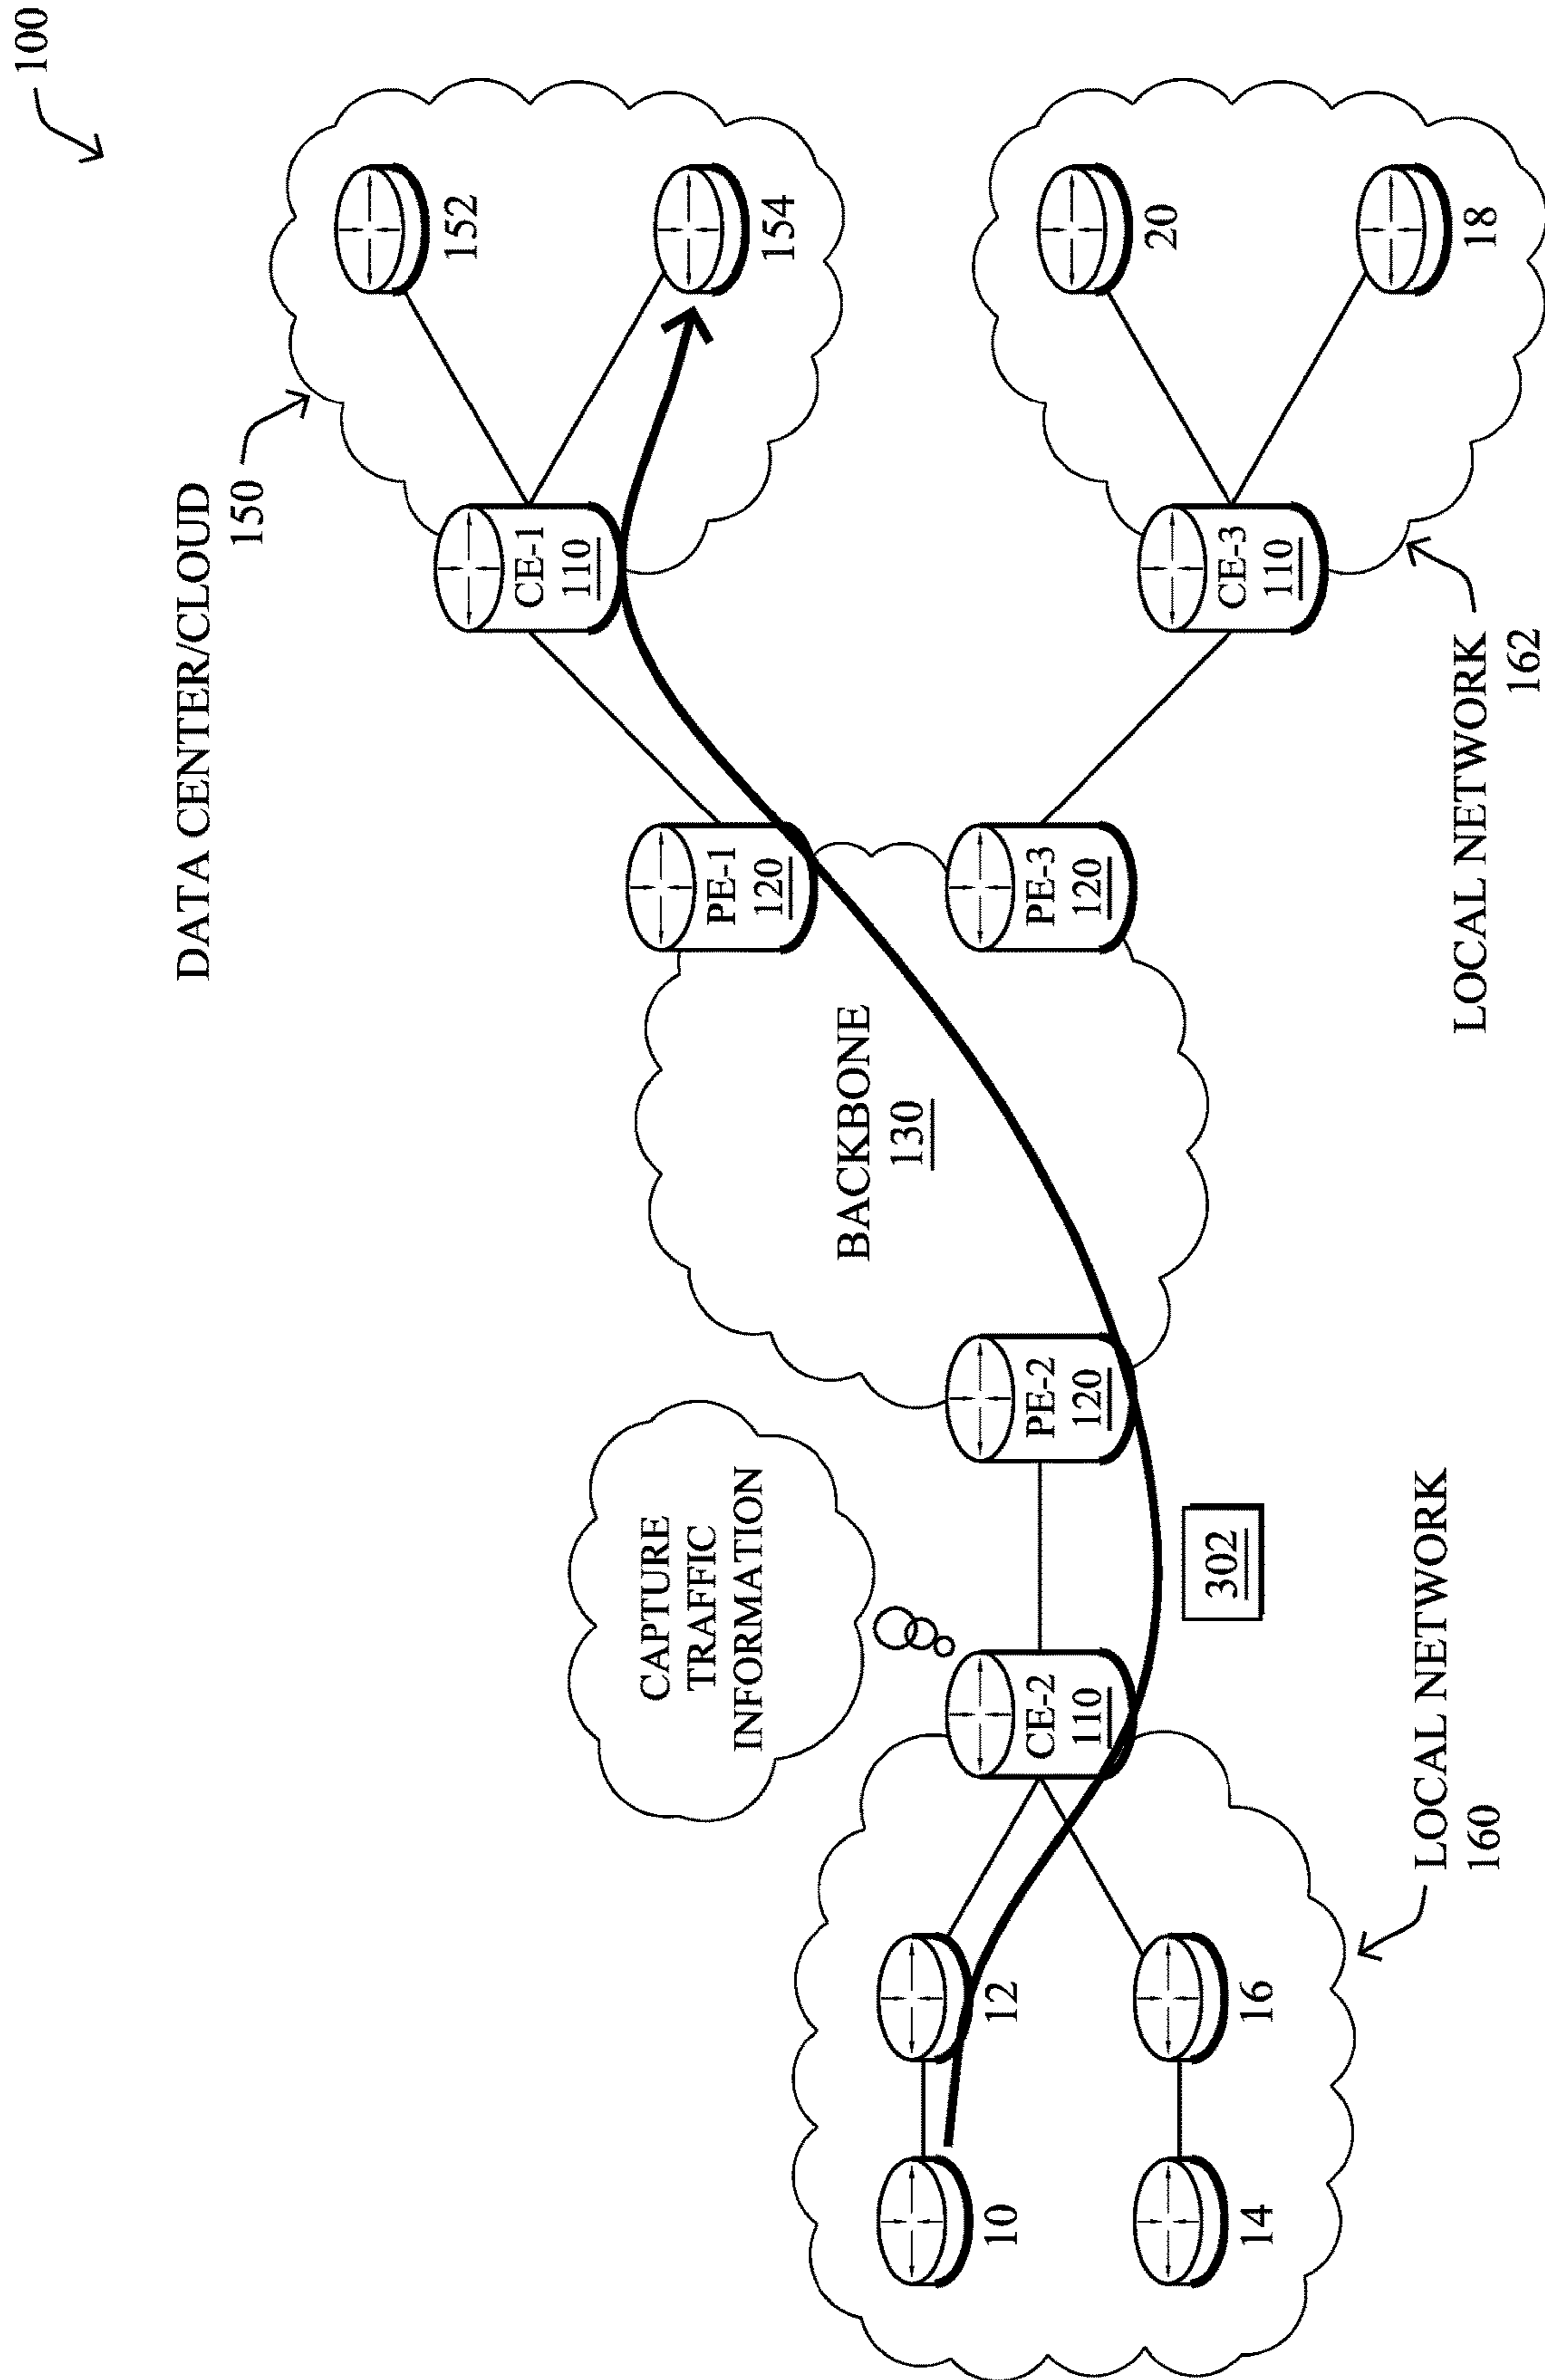 100
DATA CENTER/CLOUD
150
152
154
CE-1
110
PE-1
120
BACKBONE
130
CAPTURE
TRAFFIC
INFORMATION
PE-3
120
PE-2
120
CE-2
110
302
CE-3
110
20
18
LOCAL NETWORK
162
10
12
14
16
LOCAL NETWORK
160